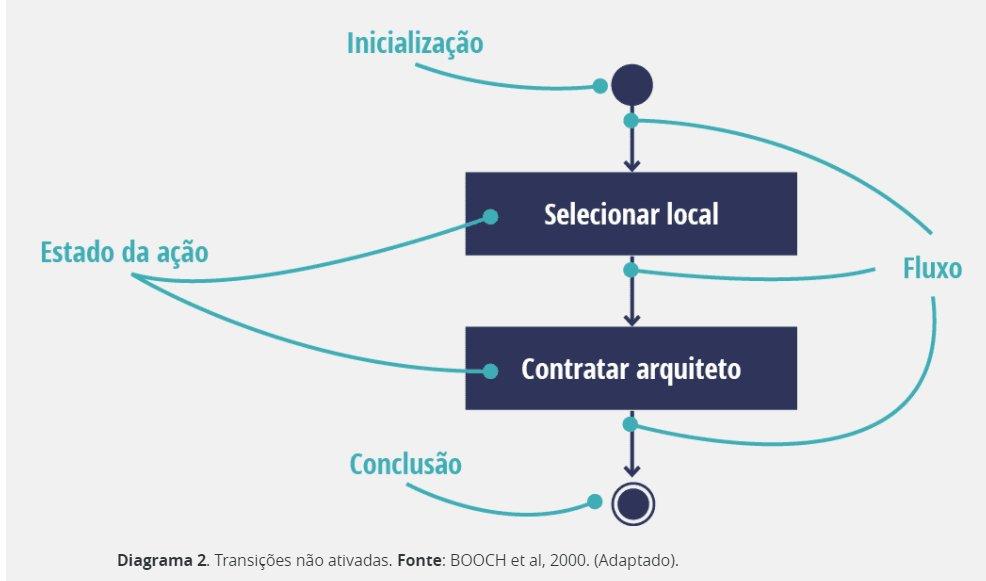 Inicialização
Selecionar local
Estado da ação
Fluxo
Contratar arquiteto
Conclusão
Diagrama 2. Transições não ativadas. Fonte: BOOCH et al, 2000. (Adaptado).